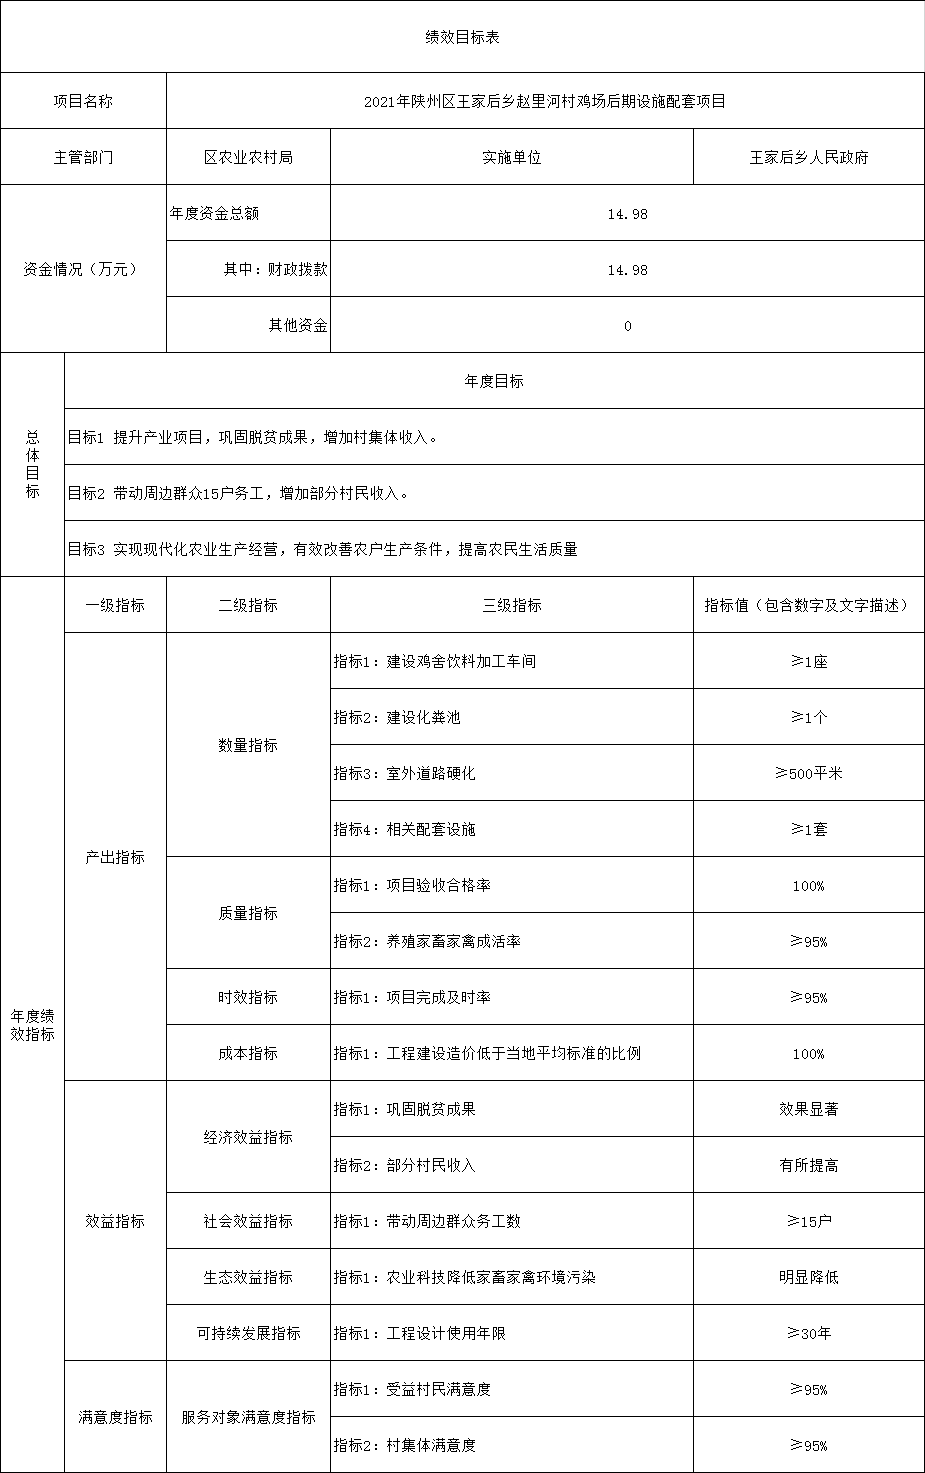 绩效目标表
项目名称
2021年陕州区王家后乡赵里河村鸡场后期设施配套项目
主管部门
区农业农村局
实施单位
王家后乡人民政府
资金情况（万元）
年度资金总额
14.98
其中：财政拨款
14.98
其他资金
0
总
体
目
标
年度目标
目标1 提升产业项目，巩固脱贫成果，增加村集体收入。
目标2 带动周边群众15户务工，增加部分村民收入。
目标3 实现现代化农业生产经营，有效改善农户生产条件，提高农民生活质量
年度绩
效指标
一级指标
二级指标
三级指标
指标值（包含数字及文字描述）
产出指标
数量指标
指标1：建设鸡舍饮料加工车间
≥1座
指标2：建设化粪池
≥1个
指标3：室外道路硬化
≥500平米
指标4：相关配套设施
≥1套
质量指标
指标1：项目验收合格率
100%
指标2：养殖家畜家禽成活率
≥95%
时效指标
指标1：项目完成及时率
≥95%
成本指标
指标1：工程建设造价低于当地平均标准的比例
100%
效益指标
经济效益指标
指标1：巩固脱贫成果
效果显著
指标2：部分村民收入
有所提高
社会效益指标
指标1：带动周边群众务工数
≥15户
生态效益指标
指标1：农业科技降低家畜家禽环境污染
明显降低
可持续发展指标
指标1：工程设计使用年限
≥30年
满意度指标
服务对象满意度指标
指标1：受益村民满意度
≥95%
指标2：村集体满意度
≥95%